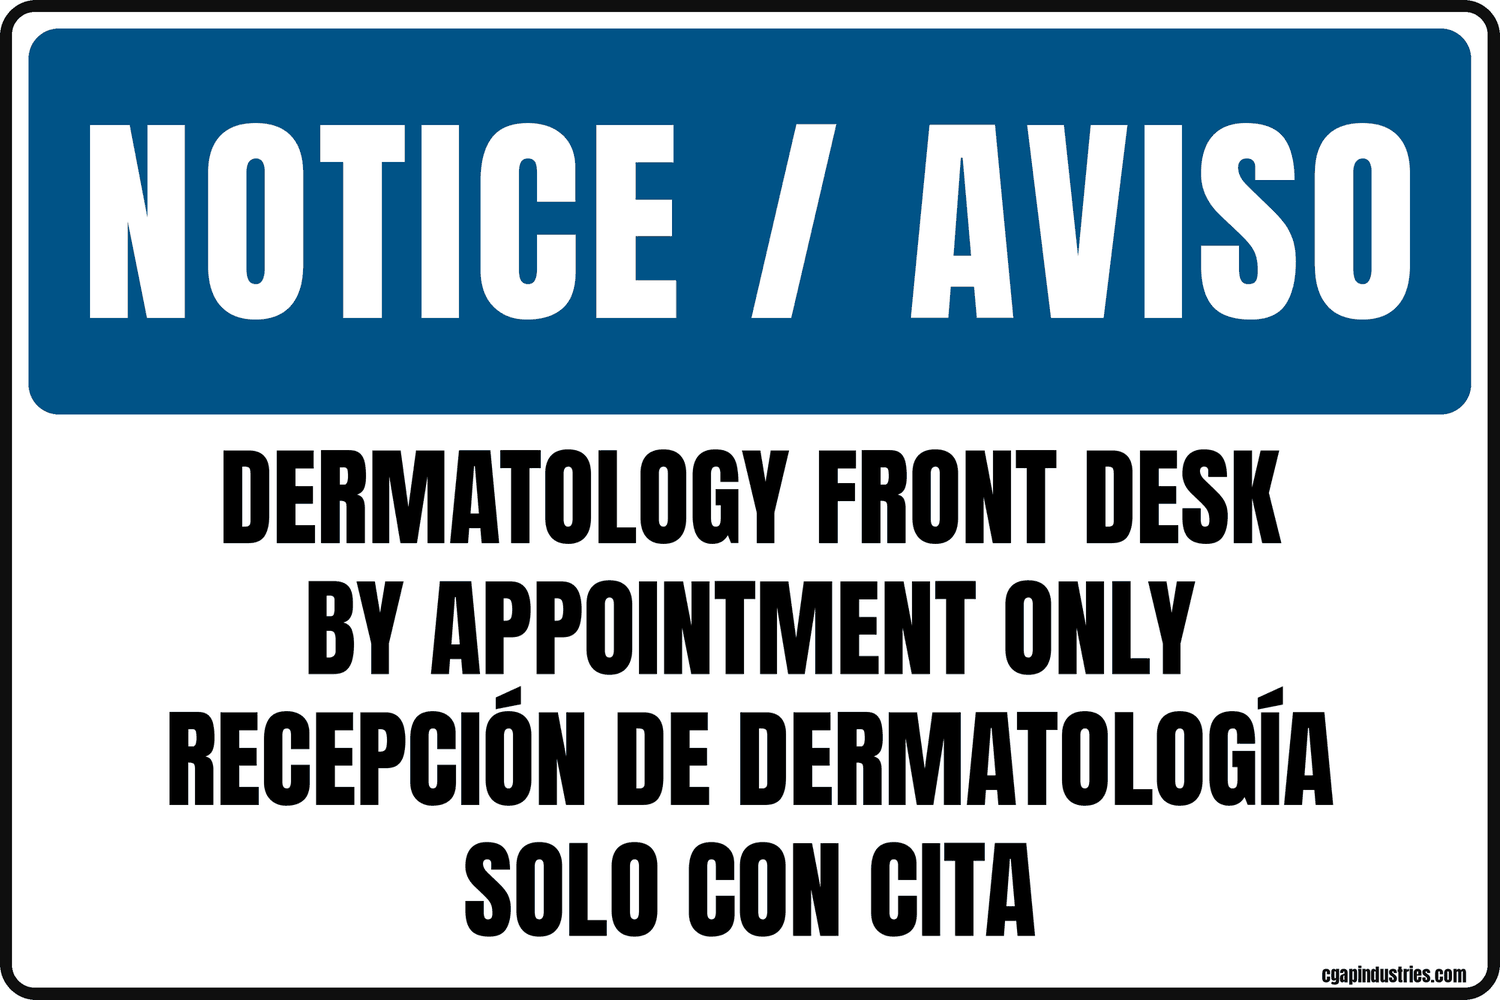 NOTICE / AVISO
DERMATOLOGY FRONT DESK
BY APPOINTMENT ONLY
RECEPCIÓN DE DERMATOLOGÍA
SOLO CON CITA
cgapindustries.com